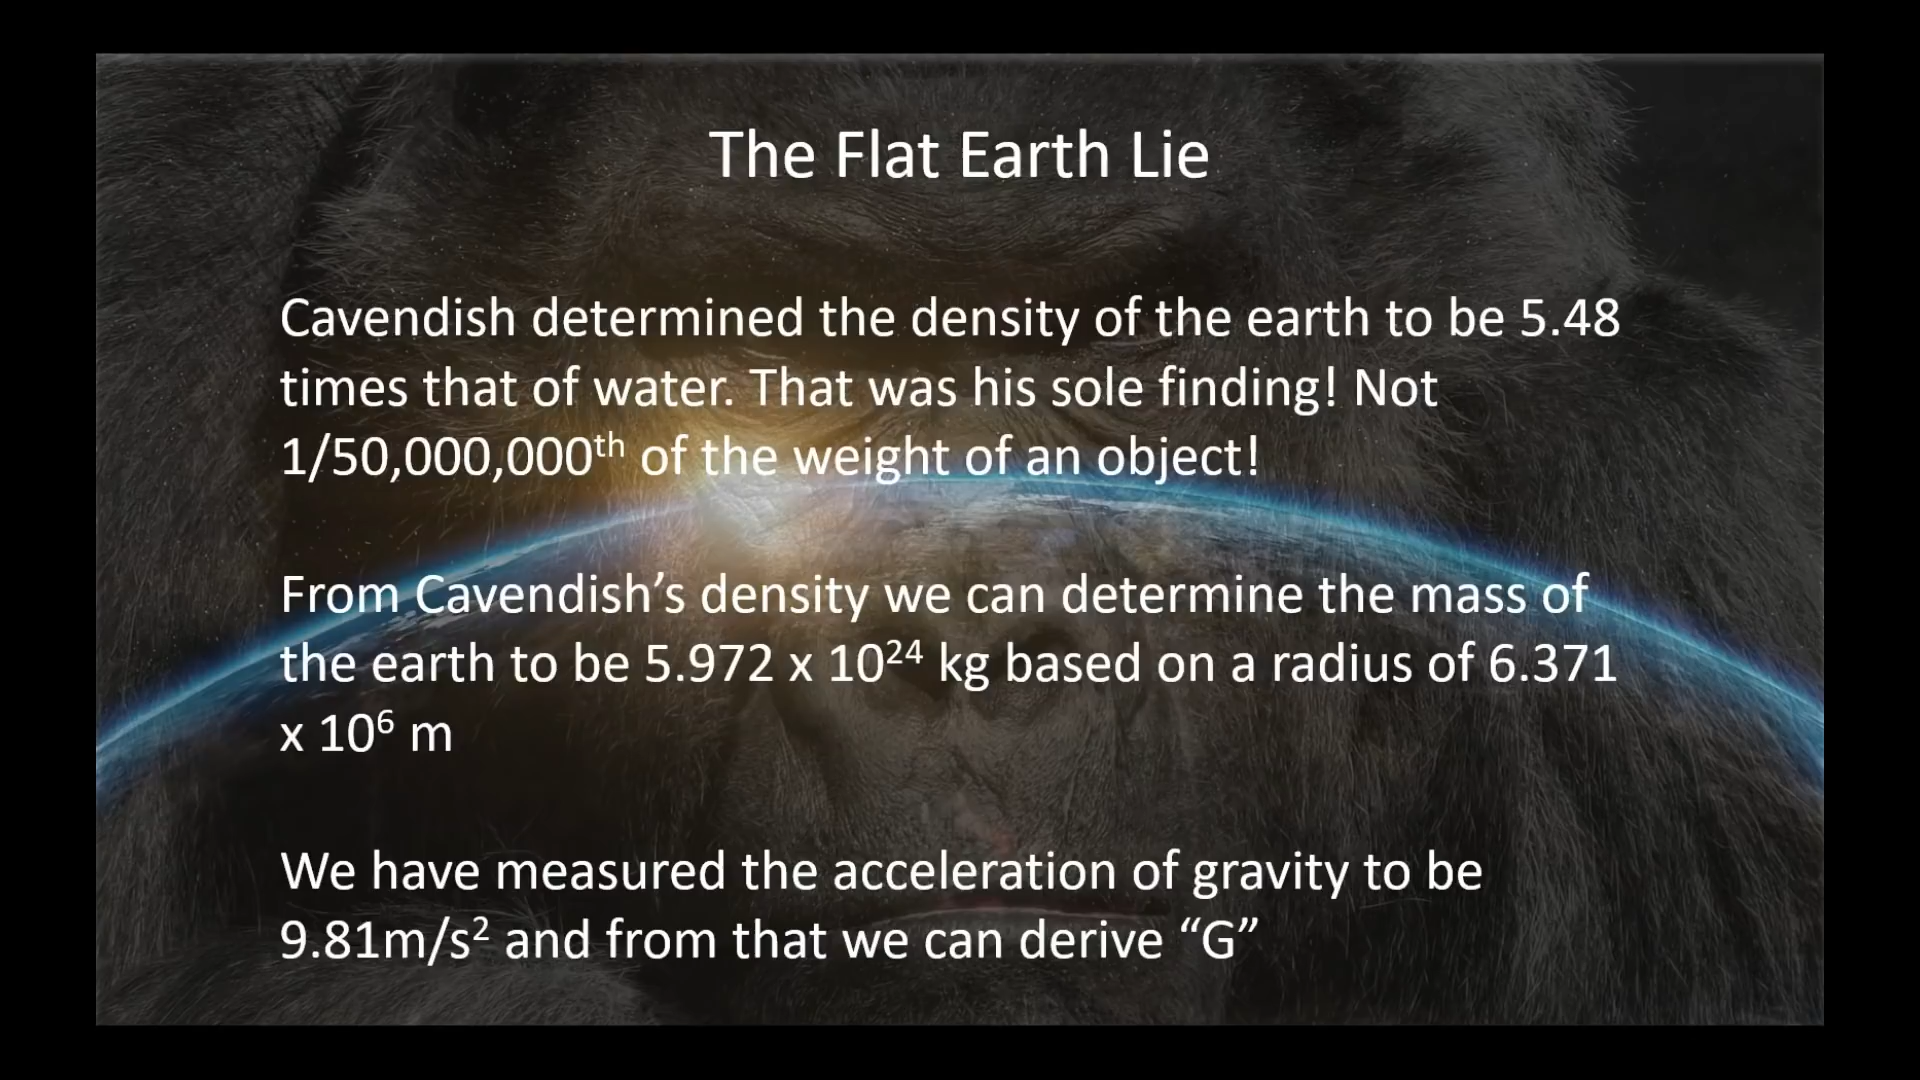 The Flat Earth Lie
Cavendish determined the density of the earth to be 5.48
times that of water. That was his sole finding! Not
1/50,000,000th of the weight of an object!
From Cavendish’s density we can determine the mass of
the earth to be 5.972 x 10²⁴ kg based on a radius of 6.371
x 10⁶ m
We have measured the acceleration of gravity to be
9.81m/s² and from that we can derive “G”